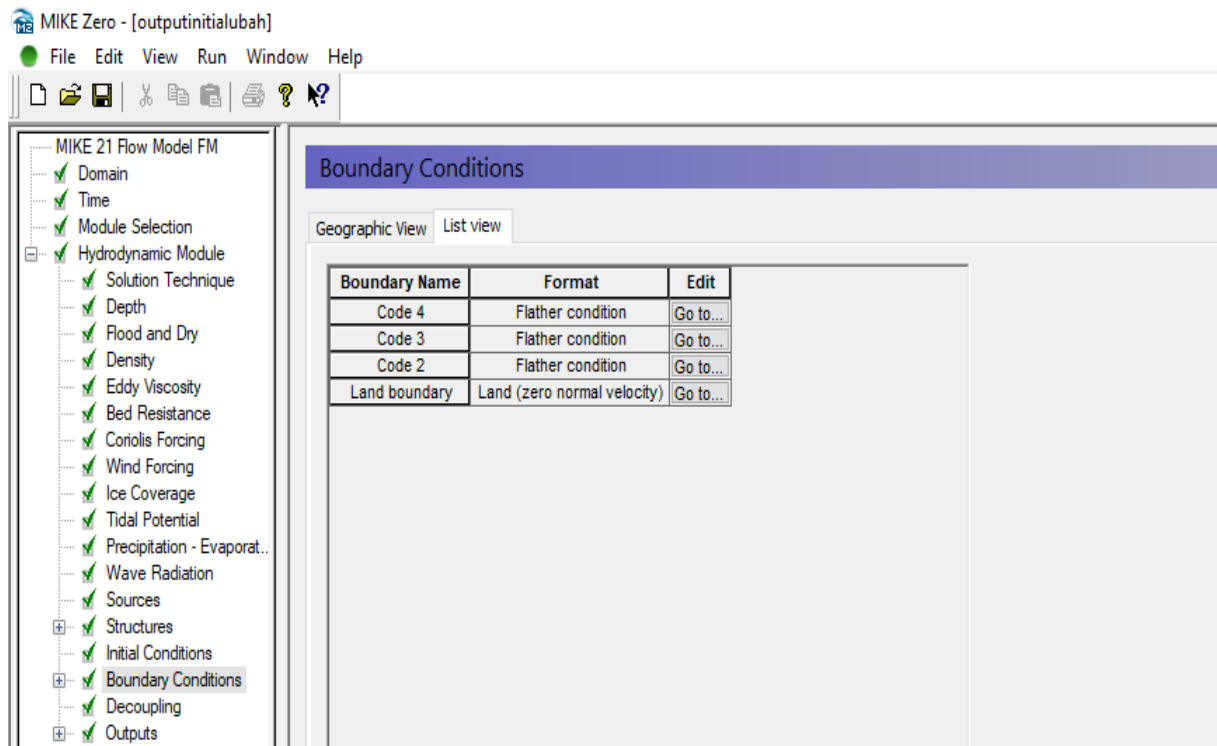 MIKE Zero - [outputinitialubah]
File Edit View Run Window Help
MIKE 21 Flow Model FM
Domain
Time
Module Selection
Hydrodynamic Module
Solution Technique
Depth
Flood and Dry
Density
Eddy Viscosity
Bed Resistance
Coriolis Forcing
Wind Forcing
Ice Coverage
Tidal Potential
Precipitation - Evaporat..
Wave Radiation
Sources
Structures
Initial Conditions
Boundary Conditions
Decoupling
Outputs
Boundary Conditions
Geographic View List view
Boundary Name Format Edit
Code 4 Flather condition Go to...
Code 3 Flather condition Go to...
Code 2 Flather condition Go to...
Land boundary Land (zero normal velocity) Go to...